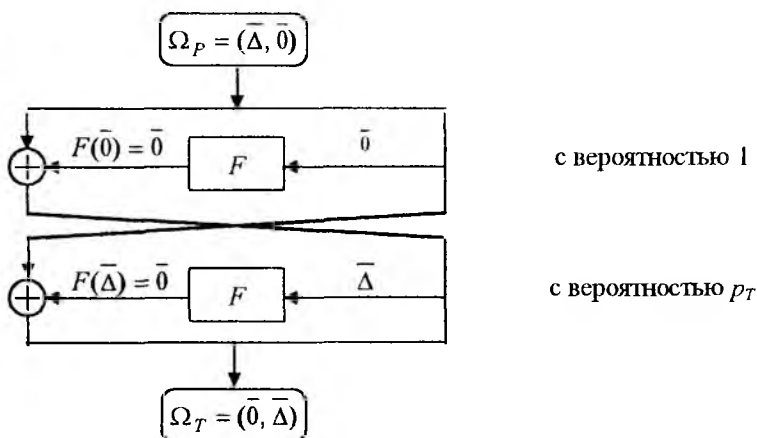 Ω_P = (Δ̅, 0̅)
F(0̅) = 0̅
F
0̅
с вероятностью 1
F(Δ̅) = 0̅
F
Δ̅
с вероятностью p_T
Ω_T = (0̅, Δ̅)